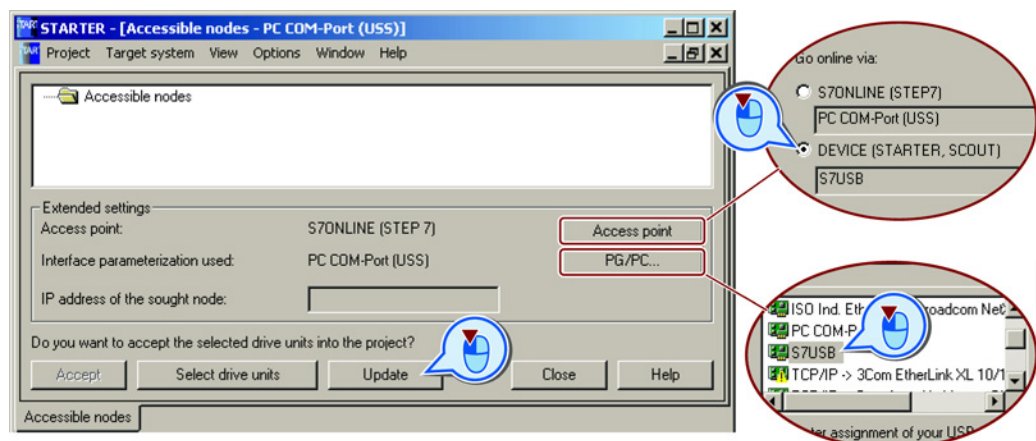 STARTER - [Accessible nodes - PC COM-Port (USS)]
Project Target system View Options Window Help
Accessible nodes
Extended settings
Access point: S7ONLINE (STEP 7) Access point
Interface parameterization used: PC COM-Port (USS) PG/PC...
IP address of the sought node:
Do you want to accept the selected drive units into the project?
Accept Select drive units Update Close Help
Accessible nodes
Go online via:
S7ONLINE (STEP7)
PC COM-Port (USS)
DEVICE (STARTER, SCOUT)
S7USB
ISO Ind. Eth
PC COM-P
S7USB
TCP/IP -> 3Com EtherLink XL 10/1
assignment of your USB